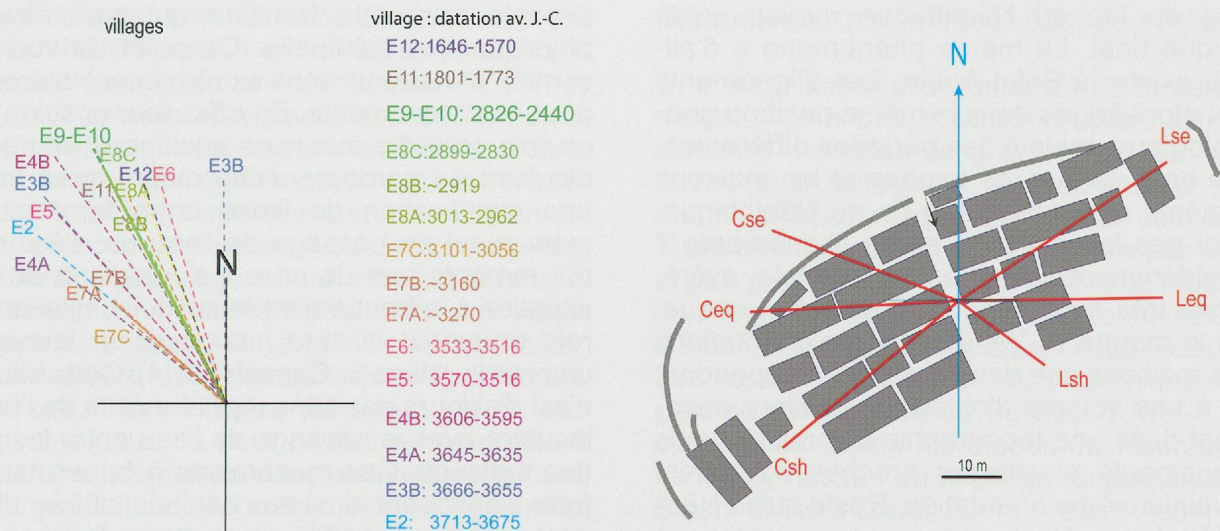 villages
E9-E10
E4B
E8C
E3B
E12
E6
E3B
E11
E8A
E5
E8B
E2
E4A
N
E7B
E7A
E7C
village : datation av. J.-C.
E12:1646-1570
E11:1801-1773
E9-E10: 2826-2440
E8C:2899-2830
E8B:~2919
E8A:3013-2962
E7C:3101-3056
E7B:~3160
E7A:~3270
E6: 3533-3516
E5: 3570-3516
E4B: 3606-3595
E4A: 3645-3635
E3B: 3666-3655
E2: 3713-3675
N
Lse
Cse
Ceq
Leq
Lsh
Csh
10 m